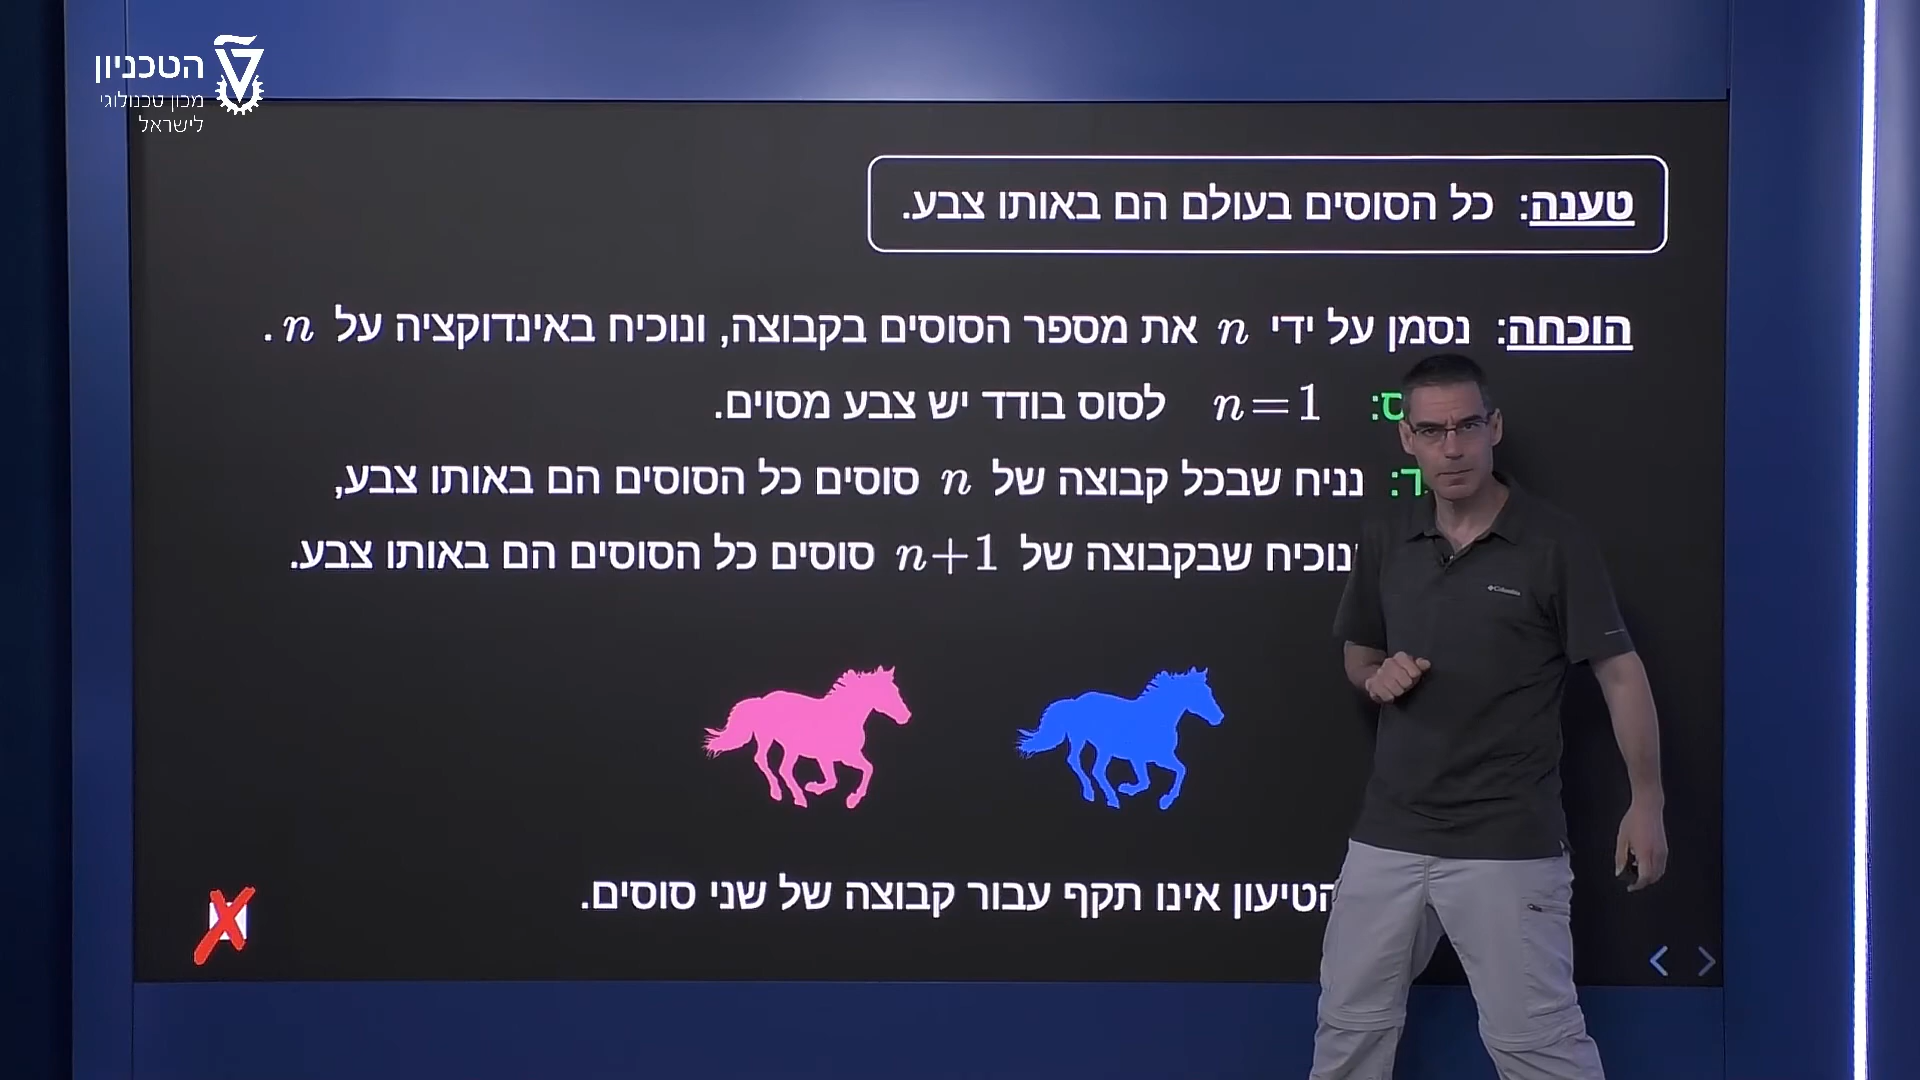 הטכניון
מכון טכנולוגי
לישראל
טענה: כל הסוסים בעולם הם באותו צבע.
הוכחה: נסמן על ידי n את מספר הסוסים בקבוצה, ונוכיח באינדוקציה על n.
n=1 לסוס בודד יש צבע מסוים.
נניח שבכל קבוצה של n סוסים כל הסוסים הם באותו צבע,
נוכיח שבקבוצה של n+1 סוסים כל הסוסים הם באותו צבע.
הטיעון אינו תקף עבור קבוצה של שני סוסים.
Columbia